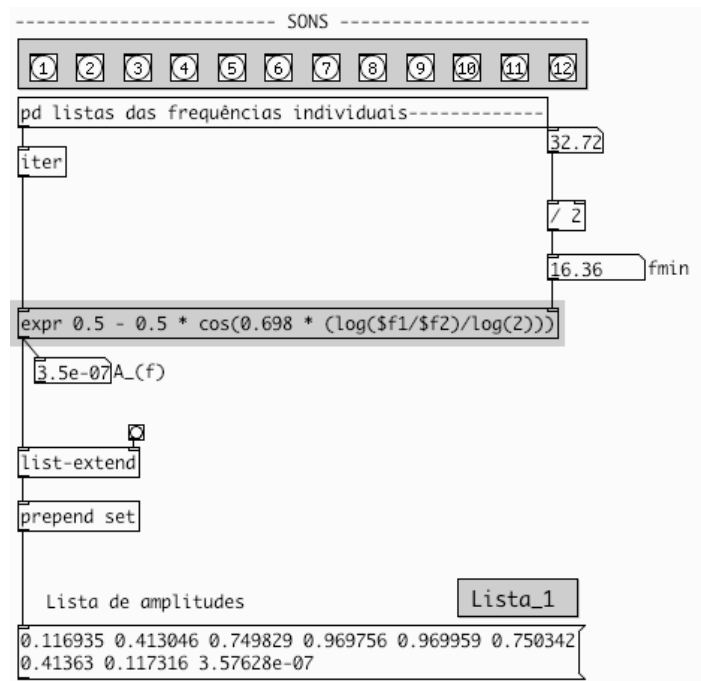 ------------------------ SONS -----------------------
1 2 3 4 5 6 7 8 9 10 11 12
pd listas das frequências individuais-------------
32.72
iter
/ 2
16.36 fmin
expr 0.5 - 0.5 * cos(0.698 * (log($f1/$f2)/log(2)))
3.5e-07 A_(f)
list-extend
prepend set
Lista de amplitudes Lista_1
0.116935 0.413046 0.749829 0.969756 0.969959 0.750342
0.41363 0.117316 3.57628e-07